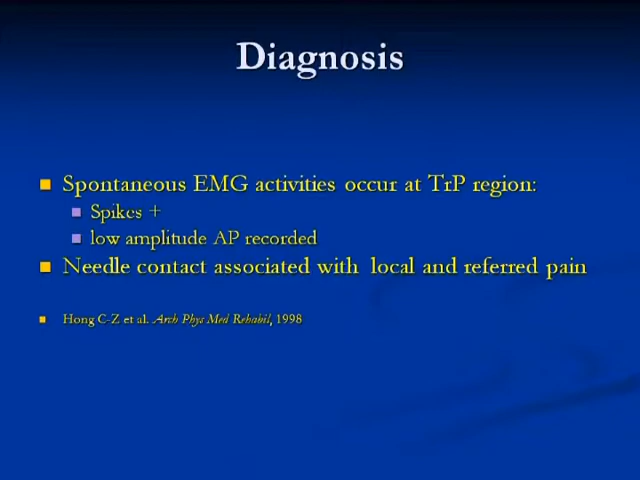 Diagnosis
Spontaneous EMG activities occur at TrP region:
Spikes +
low amplitude AP recorded
Needle contact associated with local and referred pain
Hong C-Z et al. Arch Phys Med Rehabil, 1998